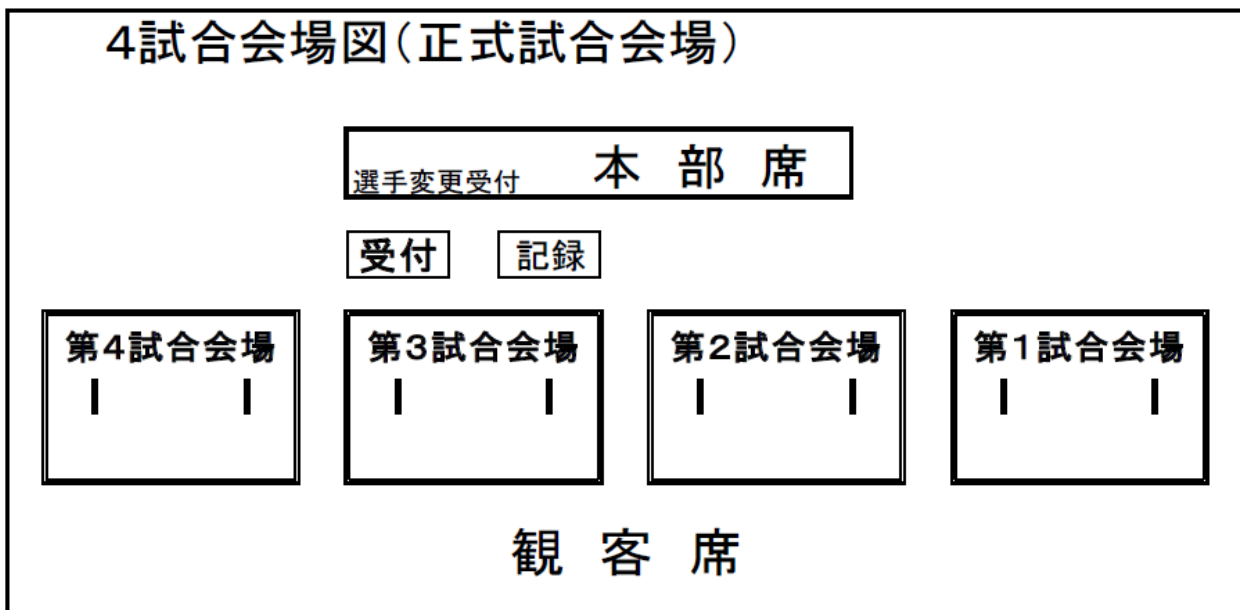 4試合会場図(正式試合会場)
選手変更受付 本 部 席
受付 記録
第4試合会場 第3試合会場 第2試合会場 第1試合会場
観 客 席